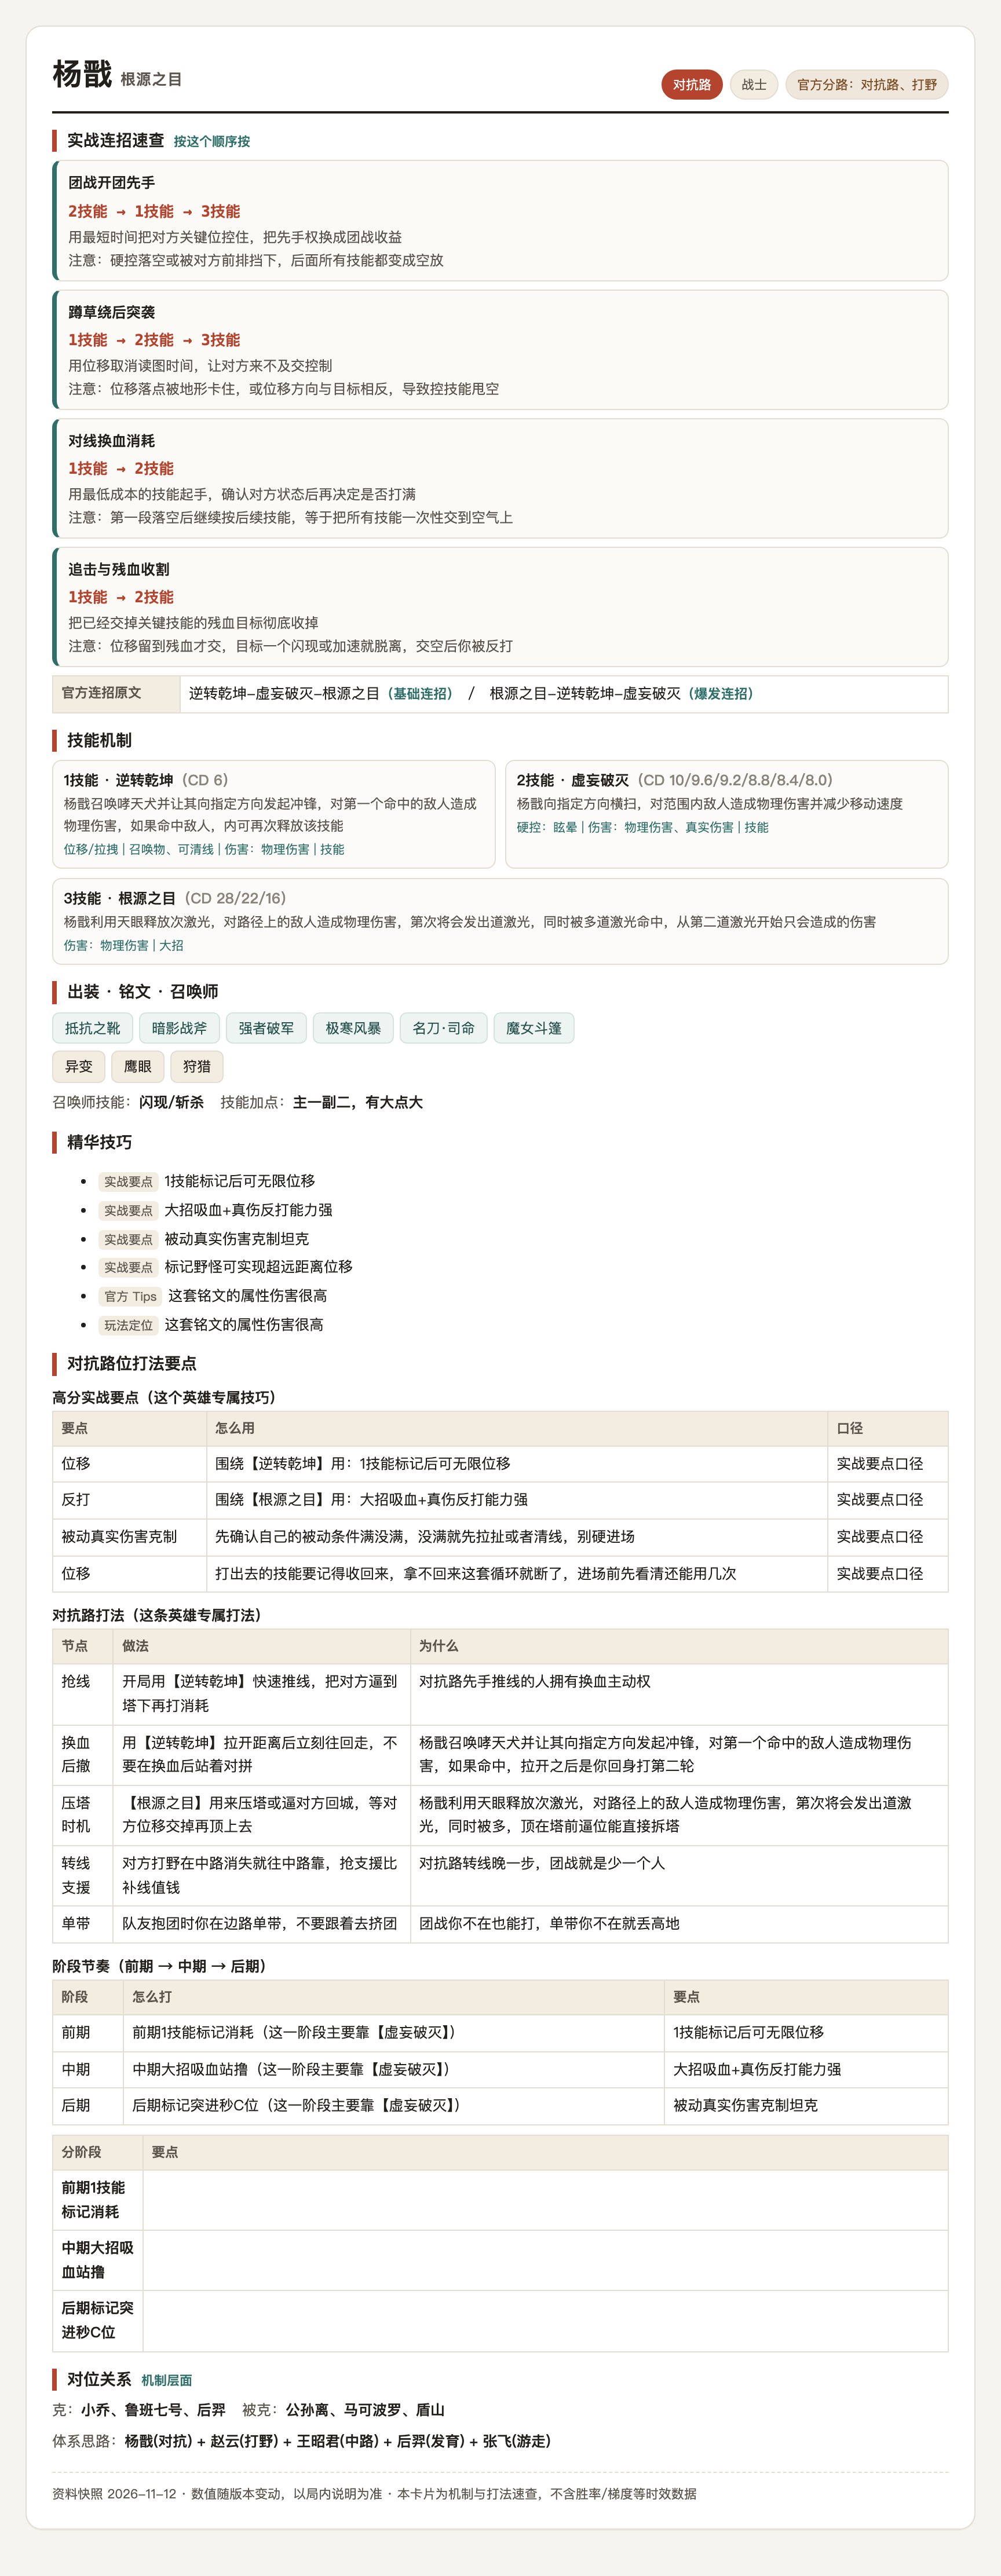 杨戬 根源之目
对抗路 战士 官方分路：对抗路、打野
实战连招速查 按这个顺序按
团战开团先手
2技能 → 1技能 → 3技能
用最短时间把对方关键位控住，把先手权换成团战收益
注意：硬控落空或被对方前排挡下，后面所有技能都变成空放
蹲草绕后突袭
1技能 → 2技能 → 3技能
用位移取消读图时间，让对方来不及交控制
注意：位移落点被地形卡住，或位移方向与目标相反，导致控技能甩空
对线换血消耗
1技能 → 2技能
用最低成本的技能起手，确认对方状态后再决定是否打满
注意：第一段落空后继续按后续技能，等于把所有技能一次性交到空气上
追击与残血收割
1技能 → 2技能
把已经交掉关键技能的残血目标彻底收掉
注意：位移留到残血才交，目标一个闪现或加速就脱离，交空后你被反打
官方连招原文 逆转乾坤–虚妄破灭–根源之目（基础连招） / 根源之目–逆转乾坤–虚妄破灭（爆发连招）
技能机制
1技能 · 逆转乾坤（CD 6）
杨戬召唤哮天犬并让其向指定方向发起冲锋，对第一个命中的敌人造成
物理伤害，如果命中敌人，内可再次释放该技能
位移/拉拽 | 召唤物、可清线 | 伤害：物理伤害 | 技能
2技能 · 虚妄破灭（CD 10/9.6/9.2/8.8/8.4/8.0）
杨戬向指定方向横扫，对范围内敌人造成物理伤害并减少移动速度
硬控：眩晕 | 伤害：物理伤害、真实伤害 | 技能
3技能 · 根源之目（CD 28/22/16）
杨戬利用天眼释放次激光，对路径上的敌人造成物理伤害，第次将会发出道激光，同时被多道激光命中，从第二道激光开始只会造成的伤害
伤害：物理伤害 | 大招
出装 · 铭文 · 召唤师
抵抗之靴 暗影战斧 强者破军 极寒风暴 名刀·司命 魔女斗篷
异变 鹰眼 狩猎
召唤师技能：闪现/斩杀 技能加点：主一副二，有大点大
精华技巧
• 实战要点 1技能标记后可无限位移
• 实战要点 大招吸血+真伤反打能力强
• 实战要点 被动真实伤害克制坦克
• 实战要点 标记野怪可实现超远距离位移
• 官方 Tips 这套铭文的属性伤害很高
• 玩法定位 这套铭文的属性伤害很高
对抗路位打法要点
高分实战要点（这个英雄专属技巧）
要点 怎么用 口径
位移 围绕【逆转乾坤】用：1技能标记后可无限位移 实战要点口径
反打 围绕【根源之目】用：大招吸血+真伤反打能力强 实战要点口径
被动真实伤害克制 先确认自己的被动条件满没满，没满就先拉扯或者清线，别硬进场 实战要点口径
位移 打出去的技能要记得收回来，拿不回来这套循环就断了，进场前先看清还能用几次 实战要点口径
对抗路打法（这条英雄专属打法）
节点 做法 为什么
抢线 开局用【逆转乾坤】快速推线，把对方逼到 对抗路先手推线的人拥有换血主动权
塔下再打消耗
换血 用【逆转乾坤】拉开距离后立刻往回走，不 杨戬召唤哮天犬并让其向指定方向发起冲锋，对第一个命中的敌人造成物理伤
后撤 要在换血后站着对拼 害，如果命中，拉开之后是你回身打第二轮
压塔 【根源之目】用来压塔或逼对方回城，等对 杨戬利用天眼释放次激光，对路径上的敌人造成物理伤害，第次将会发出道激
时机 方位移交掉再顶上去 光，同时被多，顶在塔前逼位能直接拆塔
转线 对方打野在中路消失就往中路靠，抢支援比 对抗路转线晚一步，团战就是少一个人
支援 补线值钱
单带 队友抱团时你在边路单带，不要跟着去挤团 团战你不在也能打，单带你不在就丢高地
阶段节奏（前期 → 中期 → 后期）
阶段 怎么打 要点
前期 前期1技能标记消耗（这一阶段主要靠【虚妄破灭】） 1技能标记后可无限位移
中期 中期大招吸血站撸（这一阶段主要靠【虚妄破灭】） 大招吸血+真伤反打能力强
后期 后期标记突进秒C位（这一阶段主要靠【虚妄破灭】） 被动真实伤害克制坦克
分阶段 要点
前期1技能
标记消耗
中期大招吸
血站撸
后期标记突
进秒C位
对位关系 机制层面
克：小乔、鲁班七号、后羿 被克：公孙离、马可波罗、盾山
体系思路：杨戬(对抗) + 赵云(打野) + 王昭君(中路) + 后羿(发育) + 张飞(游走)
资料快照 2026–11–12 · 数值随版本变动，以局内说明为准 · 本卡片为机制与打法速查，不含胜率/梯度等时效数据